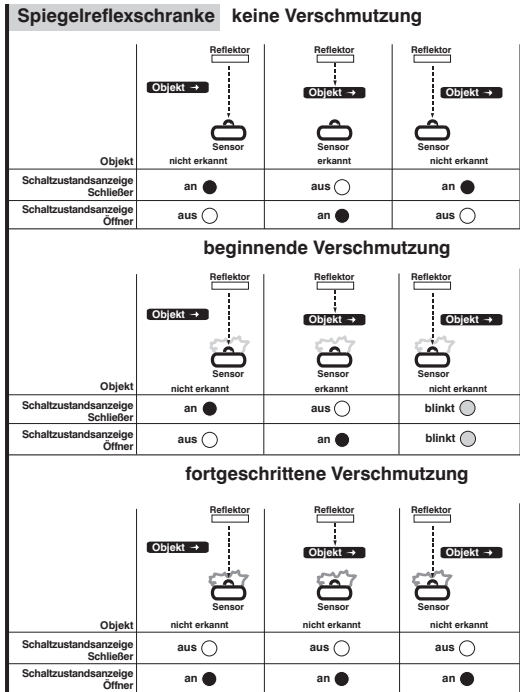 Spiegelreflexschranke keine Verschmutzung
Reflektor Reflektor Reflektor
Objekt → Objekt → Objekt →
Sensor Sensor Sensor
Objekt nicht erkannt erkannt nicht erkannt
Schaltzustandsanzeige
Schließer an aus an
Schaltzustandsanzeige
Öffner aus an aus
beginnende Verschmutzung
Reflektor Reflektor Reflektor
Objekt → Objekt → Objekt →
Sensor Sensor Sensor
Objekt nicht erkannt erkannt nicht erkannt
Schaltzustandsanzeige
Schließer an aus blinkt
Schaltzustandsanzeige
Öffner aus an blinkt
fortgeschrittene Verschmutzung
Reflektor Reflektor Reflektor
Objekt → Objekt → Objekt →
Sensor Sensor Sensor
Objekt nicht erkannt nicht erkannt nicht erkannt
Schaltzustandsanzeige
Schließer aus aus aus
Schaltzustandsanzeige
Öffner an an an